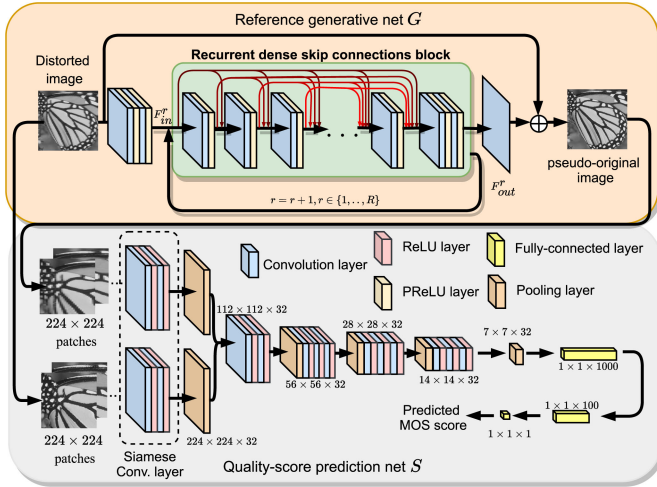 Reference generative net G
Distorted
image
Recurrent dense skip connections block
F^r_in
. . .
r = r + 1, r ∈ {1, .., R}
F^r_out
pseudo-original
image
ReLU layer
Fully-connected layer
Convolution layer
PReLU layer
Pooling layer
224 × 224
patches
112 × 112 × 32
28 × 28 × 32
7 × 7 × 32
56 × 56 × 32
14 × 14 × 32
1 × 1 × 1000
224 × 224
patches
Siamese
Conv. layer
224 × 224 × 32
Predicted
MOS score
1 × 1 × 100
1 × 1 × 1
Quality-score prediction net S